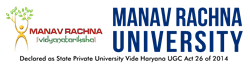 MANAV RACHNA
vidyanatariksha
MANAV RACHNA
UNIVERSITY
Declared as State Private University Vide Haryana UGC Act 26 of 2014